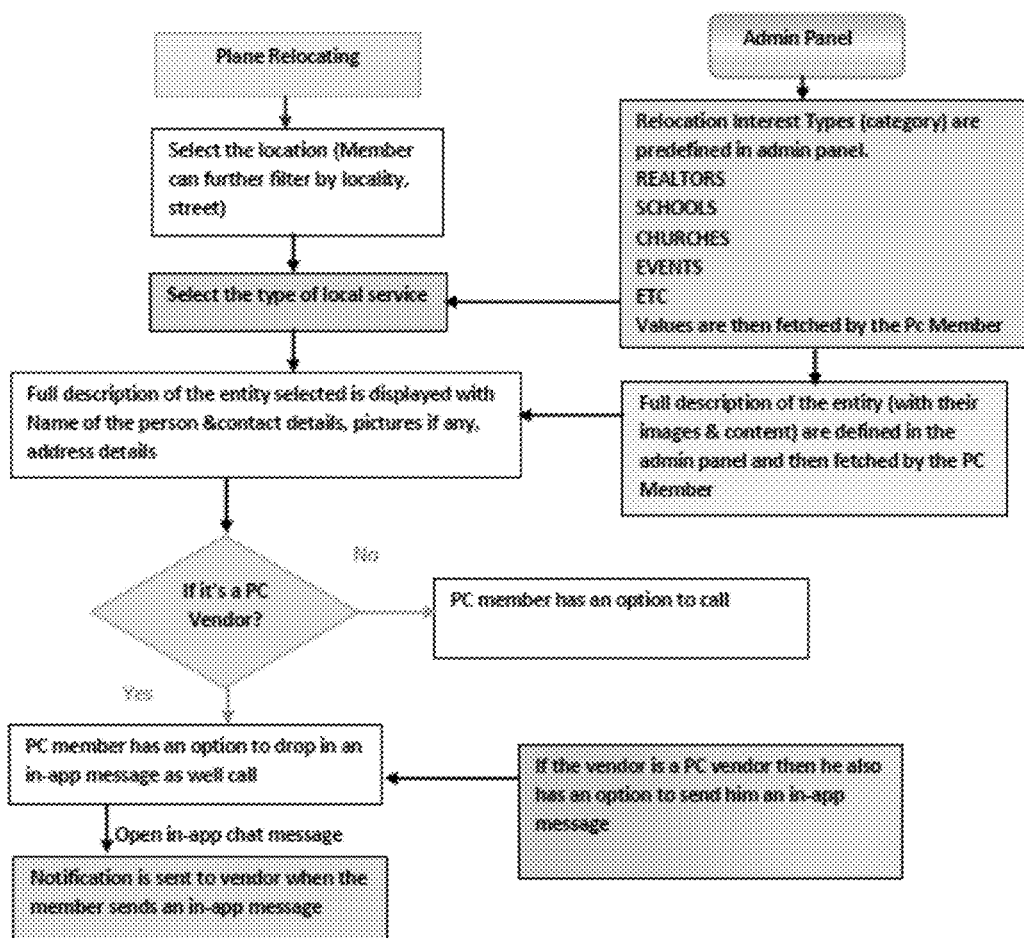 Plane Relocating
Admin Panel
Select the location (Member
can further filter by locality,
street)
Relocation Interest Types (category) are
predefined in admin panel.
REALTORS
SCHOOLS
CHURCHES
EVENTS
ETC
Values are then fetched by the Pc Member
Select the type of local service
Full description of the entity selected is displayed with
Name of the person &contact details, pictures if any,
address details
Full description of the entity (with their
images & content) are defined in the
admin panel and then fetched by the PC
Member
If it's a PC
Vendor?
No
PC member has an option to call
Yes
PC member has an option to drop in an
in-app message as well call
If the vendor is a PC vendor then he also
has an option to send him an in-app
message
Open in-app chat message
Notification is sent to vendor when the
member sends an in-app message